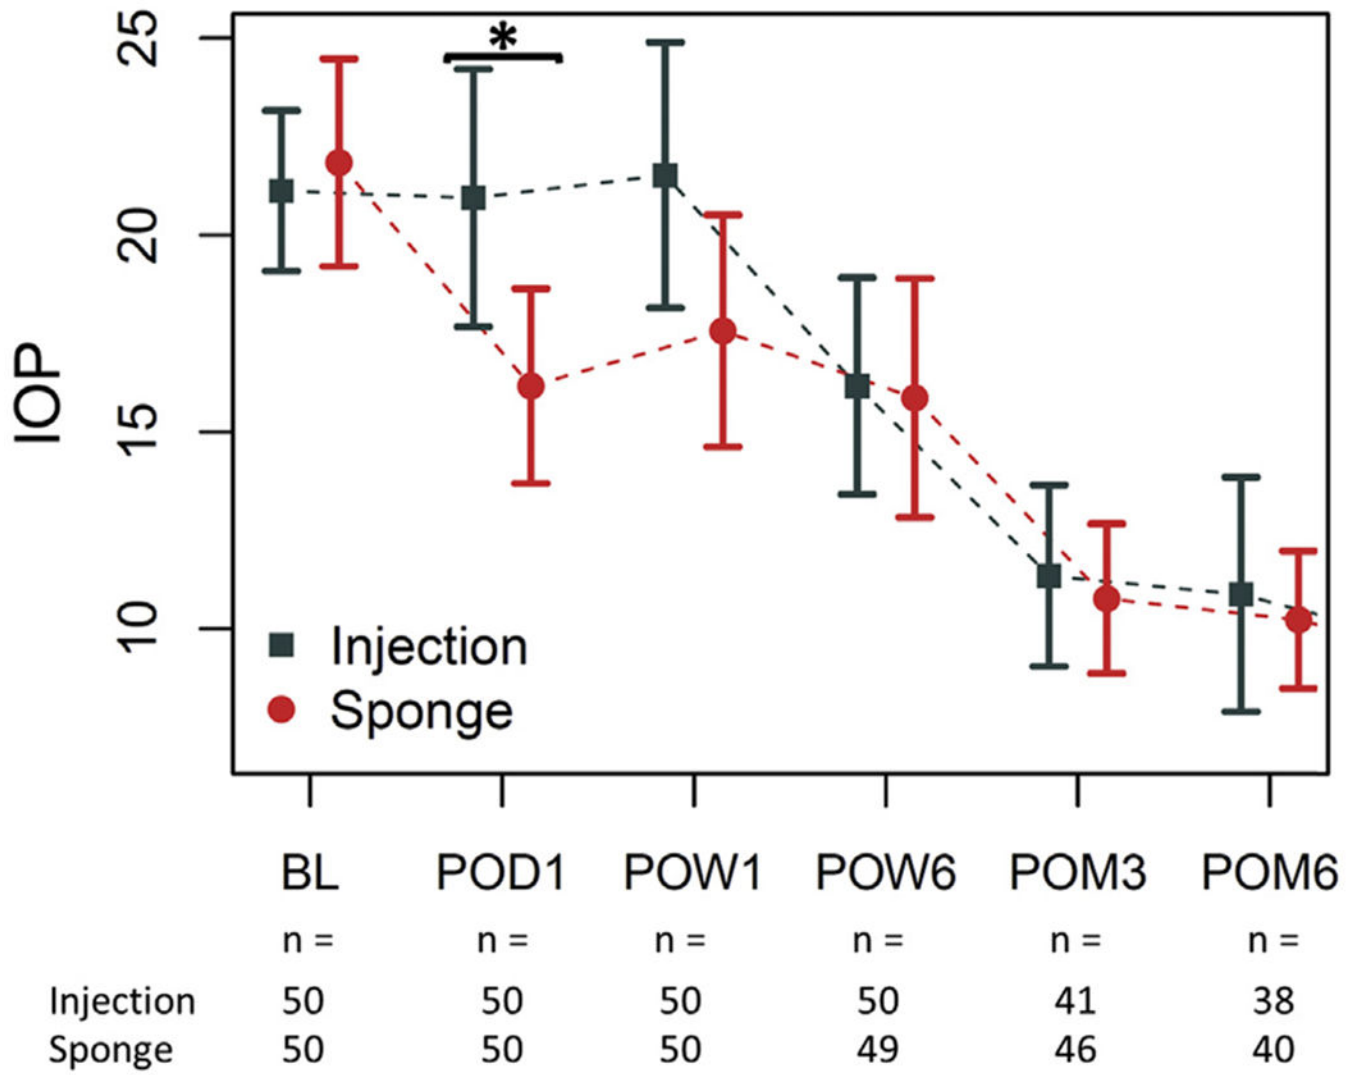 *
25
20
15
10
IOP
Injection
Sponge
BL POD1 POW1 POW6 POM3 POM6
n = n = n = n = n = n =
Injection 50 50 50 50 41 38
Sponge 50 50 50 49 46 40